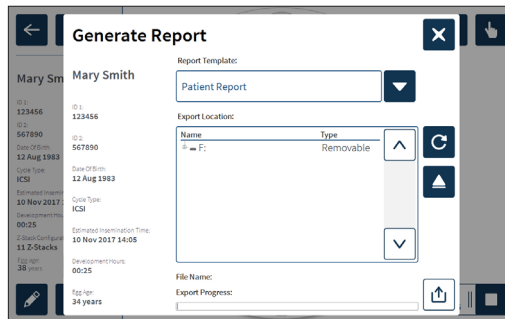 Generate Report
Mary Smith
Report Template:
Patient Report
ID 1:
123456
ID 2:
567890
Date Of Birth:
12 Aug 1983
Cycle Type:
ICSI
Estimated Insemination Time:
10 Nov 2017 14:05
Development Hours:
00:25
Egg Age:
34 years
Export Location:
Name Type
F: Removable
File Name:
Export Progress:
Mary Sm
ID 1:
123456
ID 2:
567890
Date Of Birth:
12 Aug 1983
Cycle Type:
ICSI
Estimated Insemin
10 Nov 2017
Development Hou
00:25
Z-Stack Configurat
11 Z-Stacks
Egg Age:
38 years